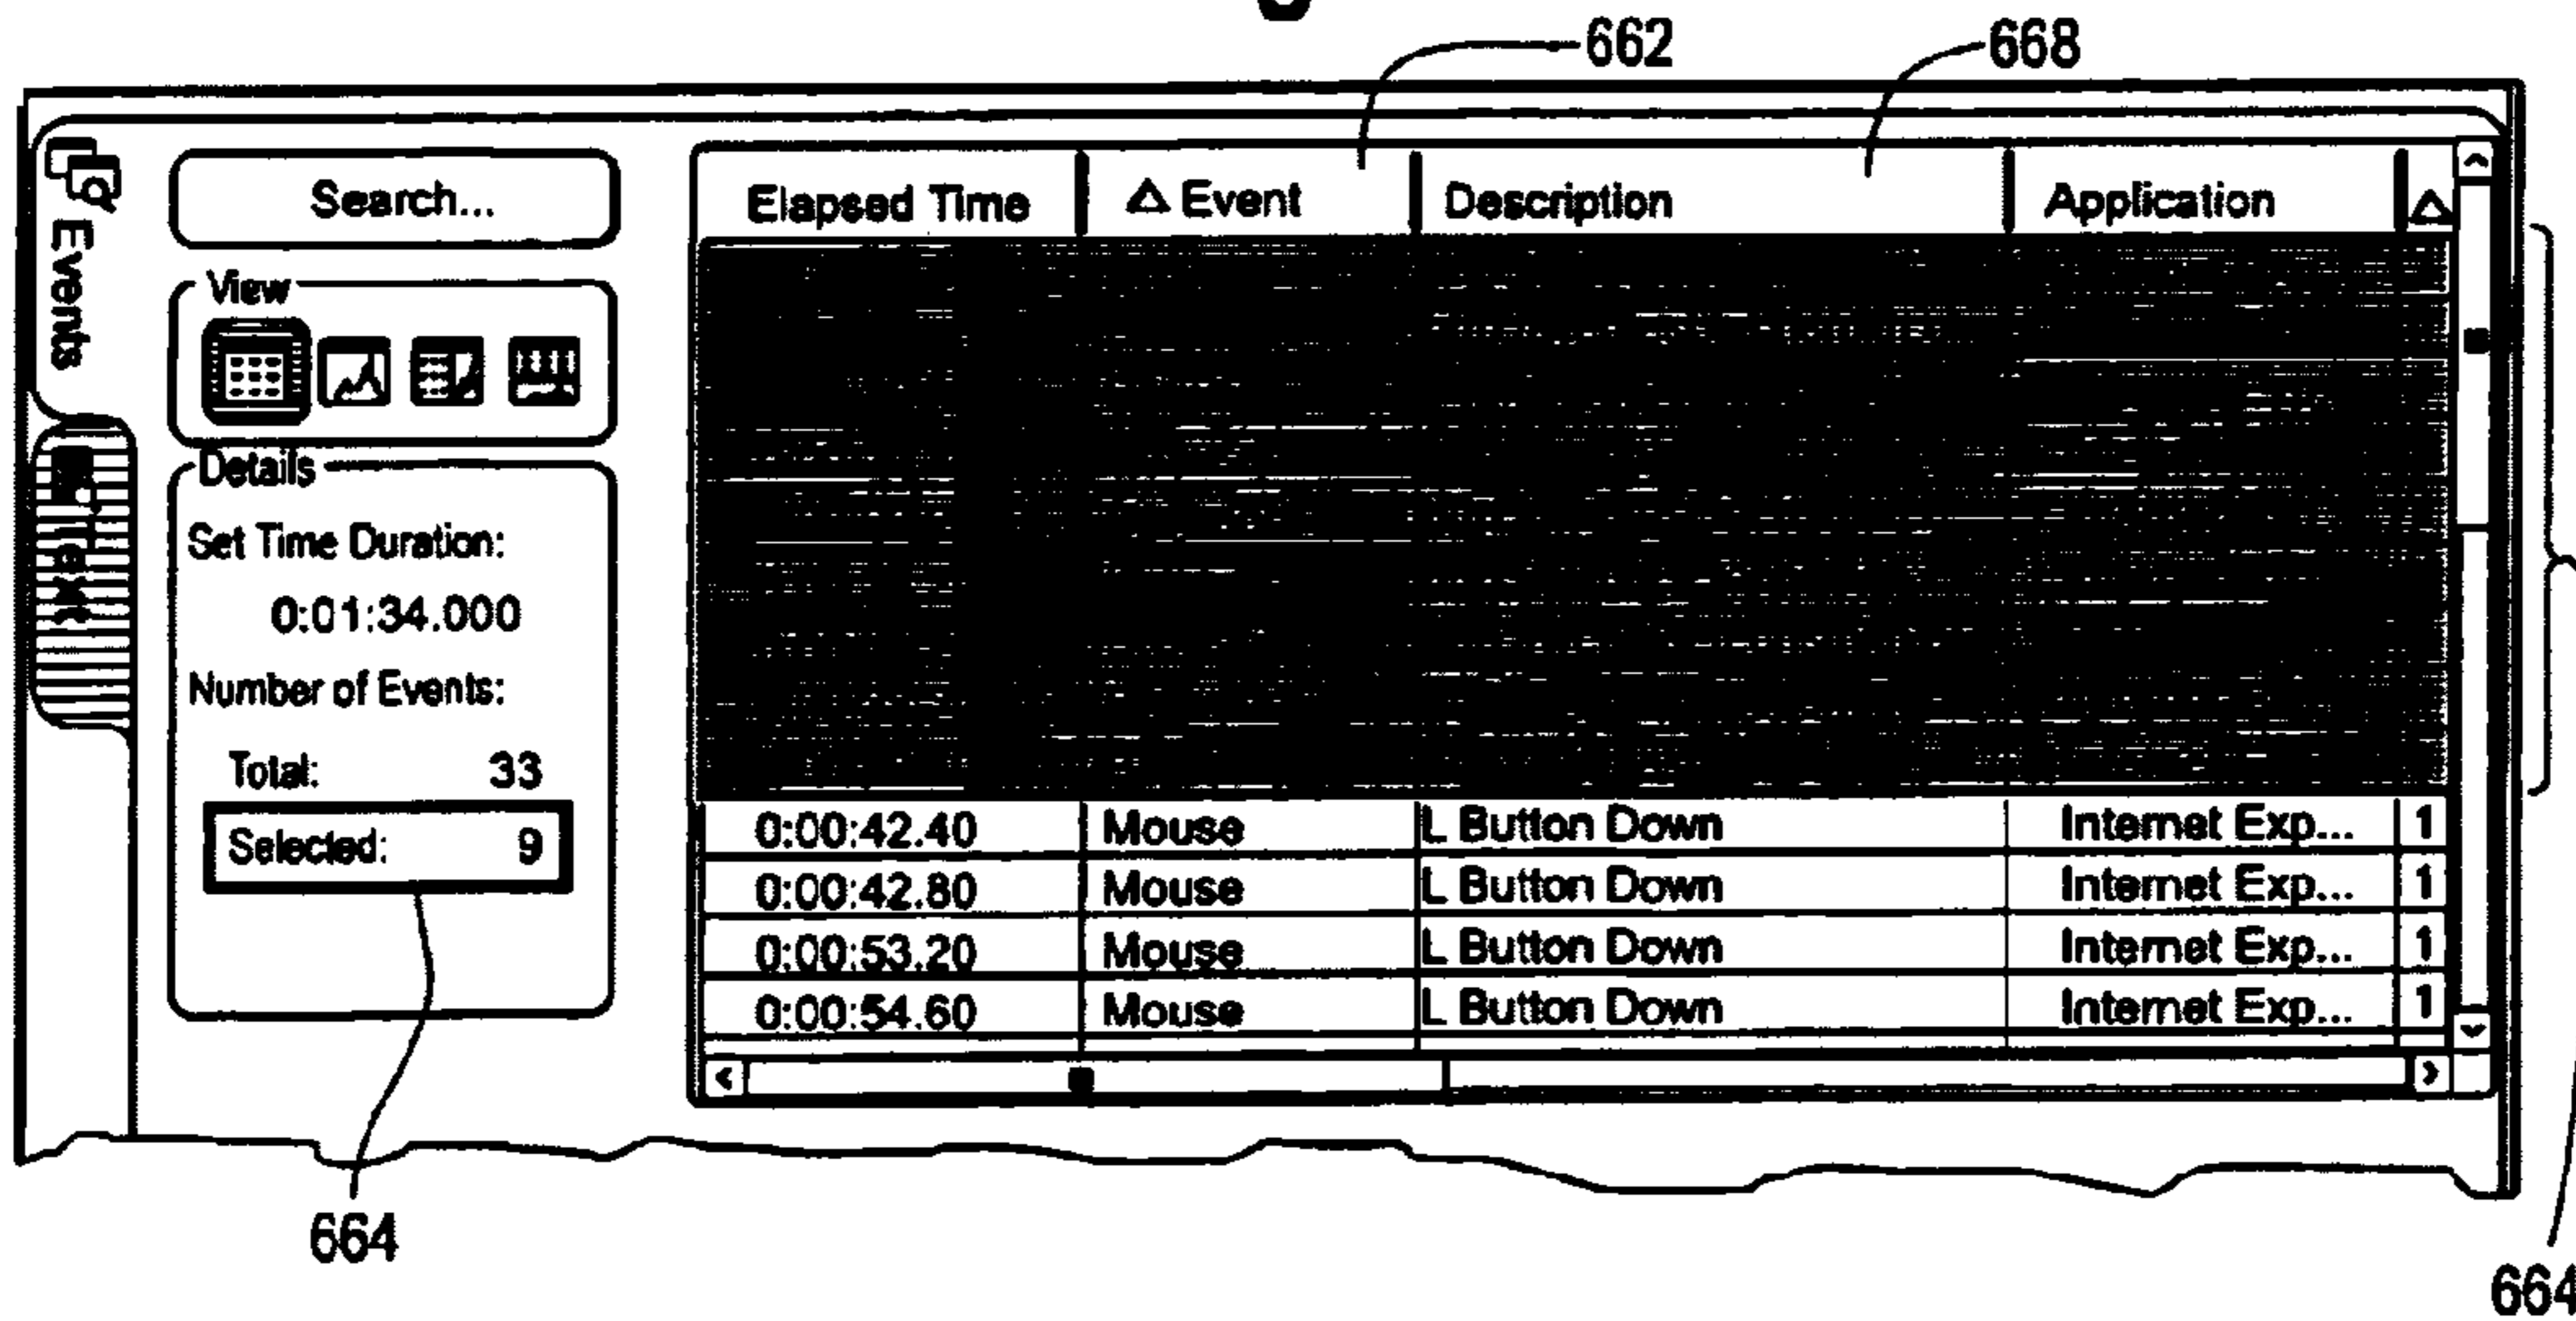 662 668
Events
Text
Search...
View
Details
Set Time Duration:
0:01:34.000
Number of Events:
Total: 33
Selected: 9
Elapsed Time △ Event Description Application △
0:00:42.40 Mouse L Button Down Internet Exp... 1
0:00:42.80 Mouse L Button Down Internet Exp... 1
0:00:53.20 Mouse L Button Down Internet Exp... 1
0:00:54.60 Mouse L Button Down Internet Exp... 1
664
664